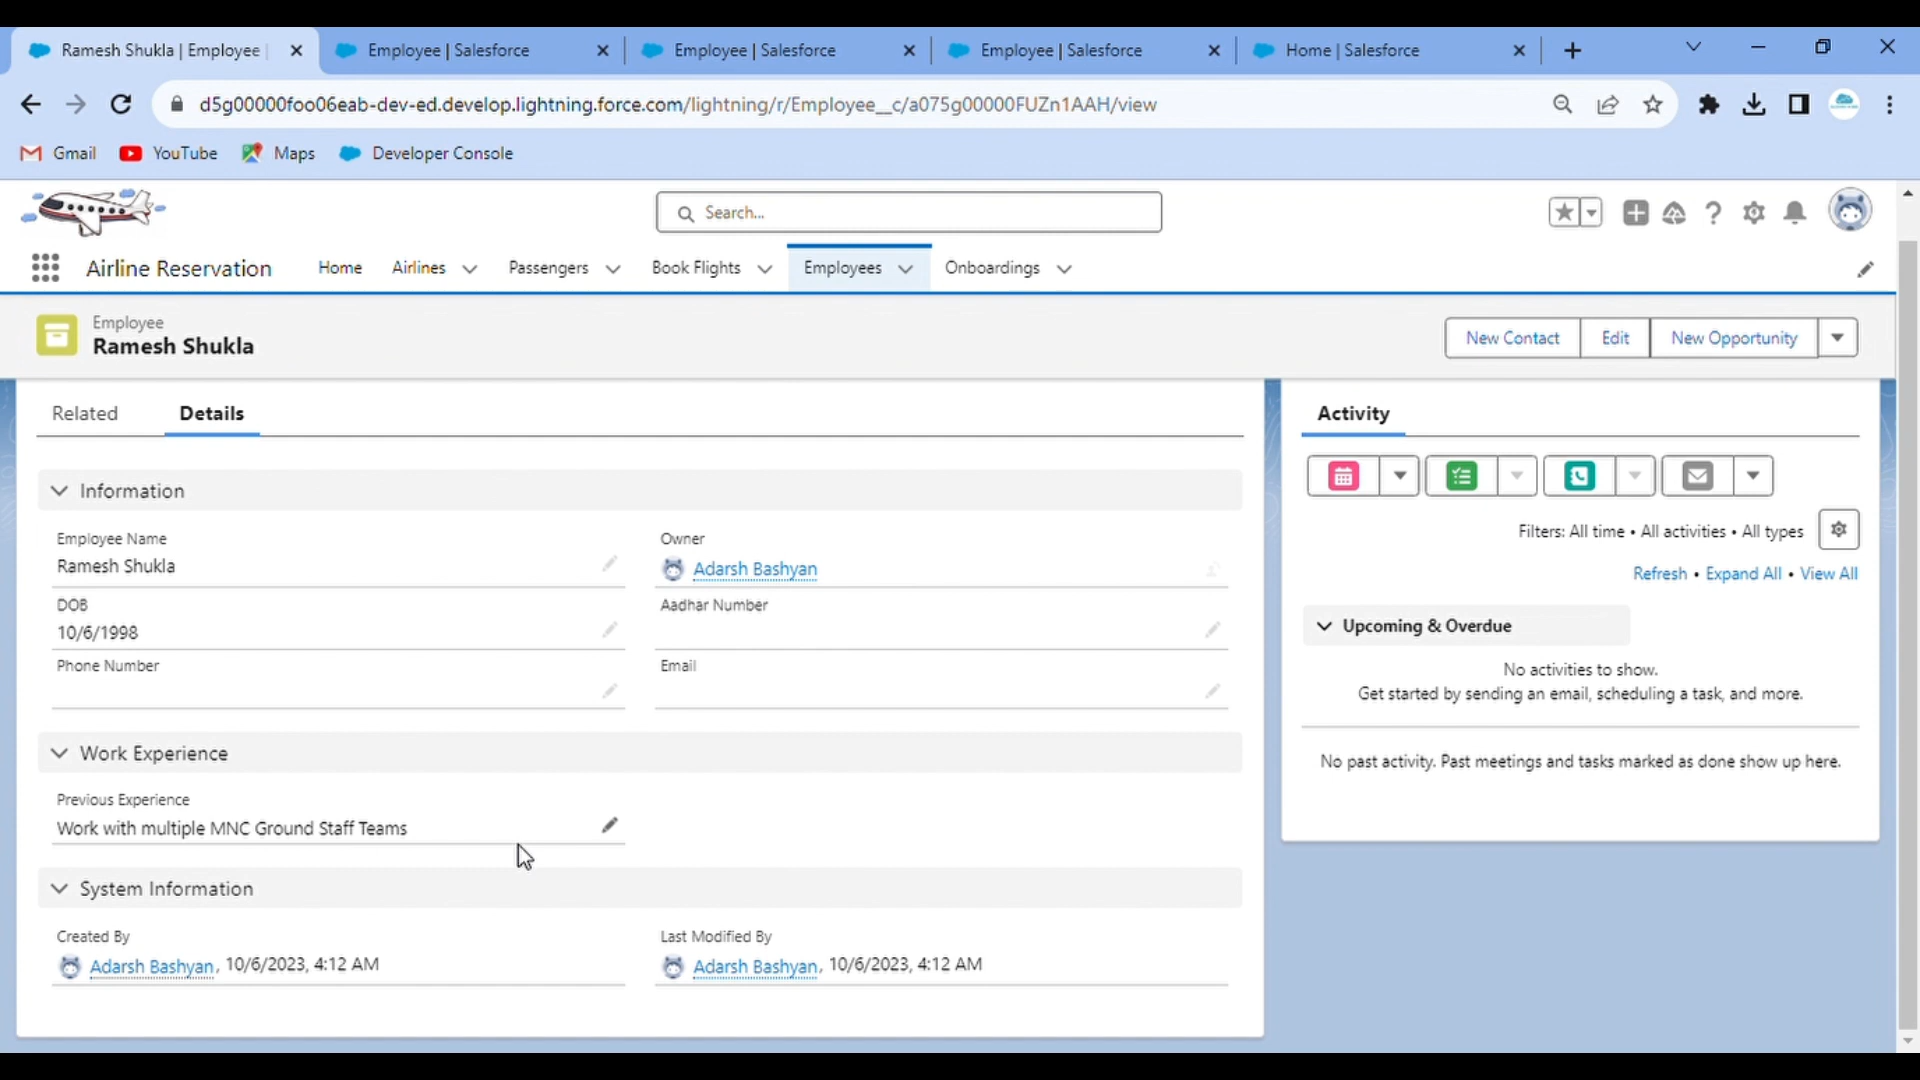 Ramesh Shukla | Employee |
Employee | Salesforce
Employee | Salesforce
Employee | Salesforce
Home | Salesforce
d5g00000foo06eab-dev-ed.develop.lightning.force.com/lightning/r/Employee__c/a075g00000FUZn1AAH/view
Gmail
YouTube
Maps
Developer Console
Search...
Airline Reservation
Home
Airlines
Passengers
Book Flights
Employees
Onboardings
Employee
Ramesh Shukla
New Contact
Edit
New Opportunity
Related
Details
Information
Employee Name
Ramesh Shukla
Owner
Adarsh Bashyan
DOB
10/6/1998
Aadhar Number
Phone Number
Email
Work Experience
Previous Experience
Work with multiple MNC Ground Staff Teams
System Information
Created By
Adarsh Bashyan, 10/6/2023, 4:12 AM
Last Modified By
Adarsh Bashyan, 10/6/2023, 4:12 AM
Activity
Filters: All time • All activities • All types
Refresh • Expand All • View All
Upcoming & Overdue
No activities to show.
Get started by sending an email, scheduling a task, and more.
No past activity. Past meetings and tasks marked as done show up here.